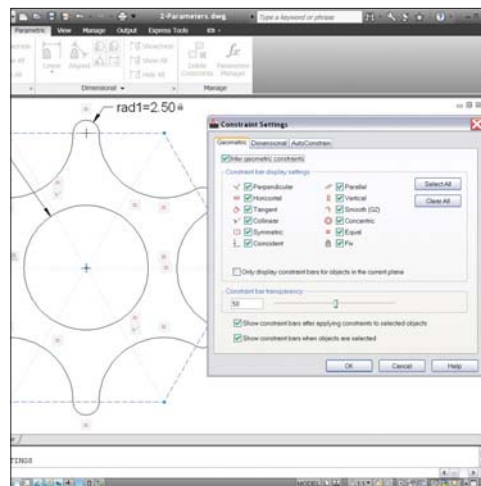 2-Parameters.dwg
Type a keyword or phrase
Parametric View Manage Output Express Tools
Linear Aligned
Show/Hide
Show All
Hide All
Delete Constraints
Parameters Manager
Dimensional
Manage
rad1=2.50
Constraint Settings
Geometric Dimensional AutoConstrain
Infer geometric constraints
Constraint bar display settings
Perpendicular Parallel Select All
Horizontal Vertical Clear All
Tangent Smooth (G2)
Collinear Concentric
Symmetric Equal
Coincident Fix
Only display constraint bars for objects in the current plane
Constraint bar transparency
50
Show constraint bars after applying constraints to selected objects
Show constraint bars when objects are selected
OK Cancel Help
TINGS
MODEL